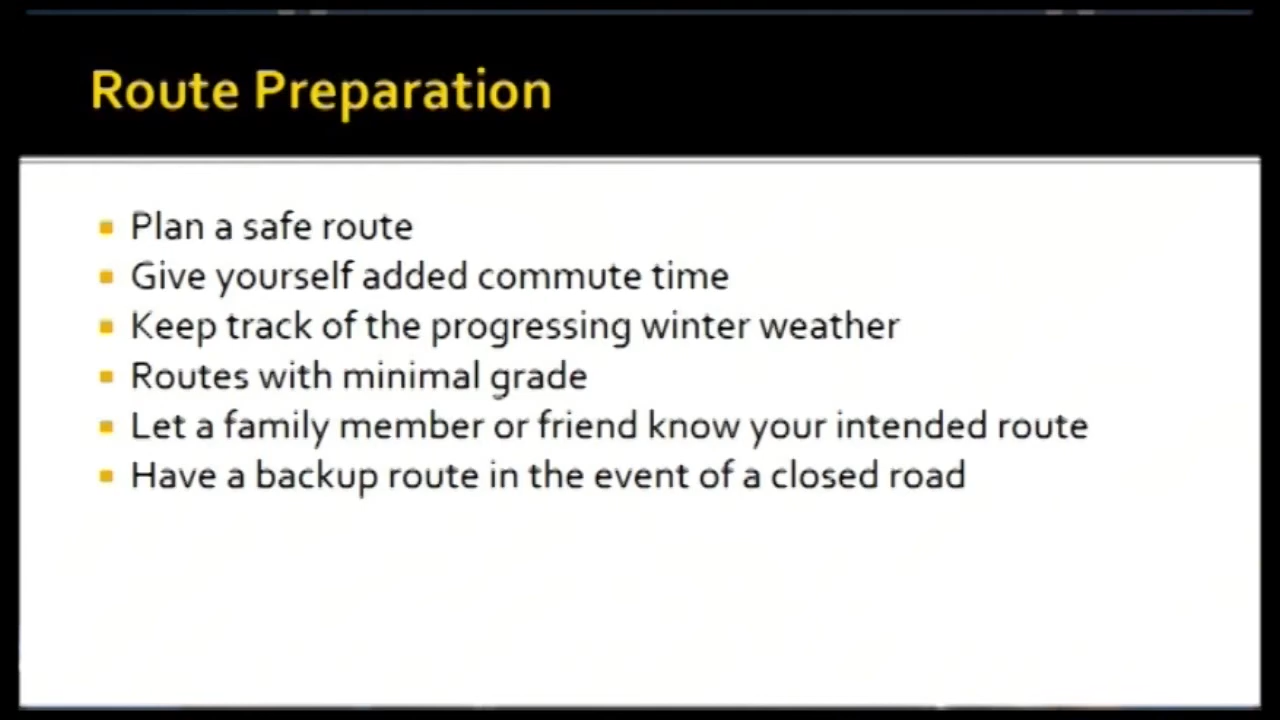 Route Preparation
Plan a safe route
Give yourself added commute time
Keep track of the progressing winter weather
Routes with minimal grade
Let a family member or friend know your intended route
Have a backup route in the event of a closed road